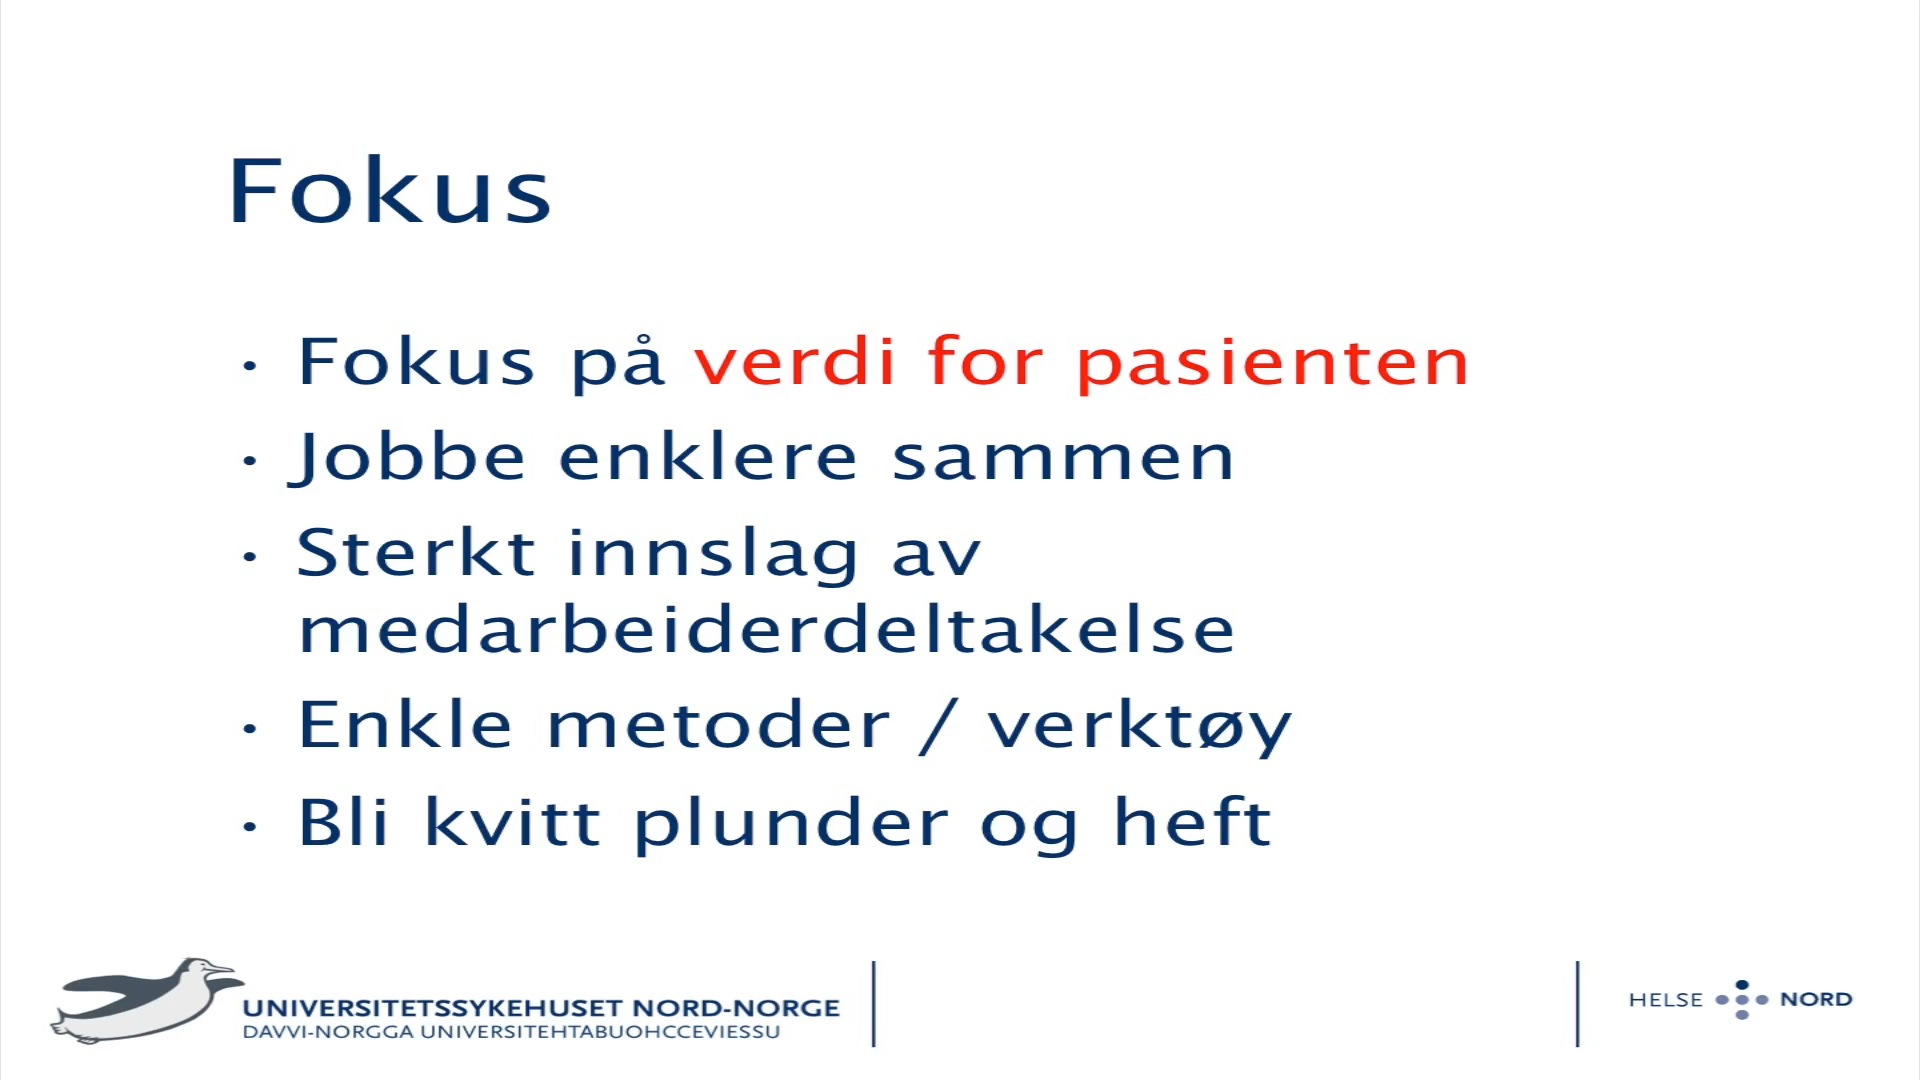 Fokus
• Fokus på verdi for pasienten
• Jobbe enklere sammen
• Sterkt innslag av
medarbeiderdeltakelse
• Enkle metoder / verktøy
• Bli kvitt plunder og heft
UNIVERSITETSSYKEHUSET NORD-NORGE
DAVVI-NORGGA UNIVERSITEHTABUOHCCEVIESSU
HELSE NORD